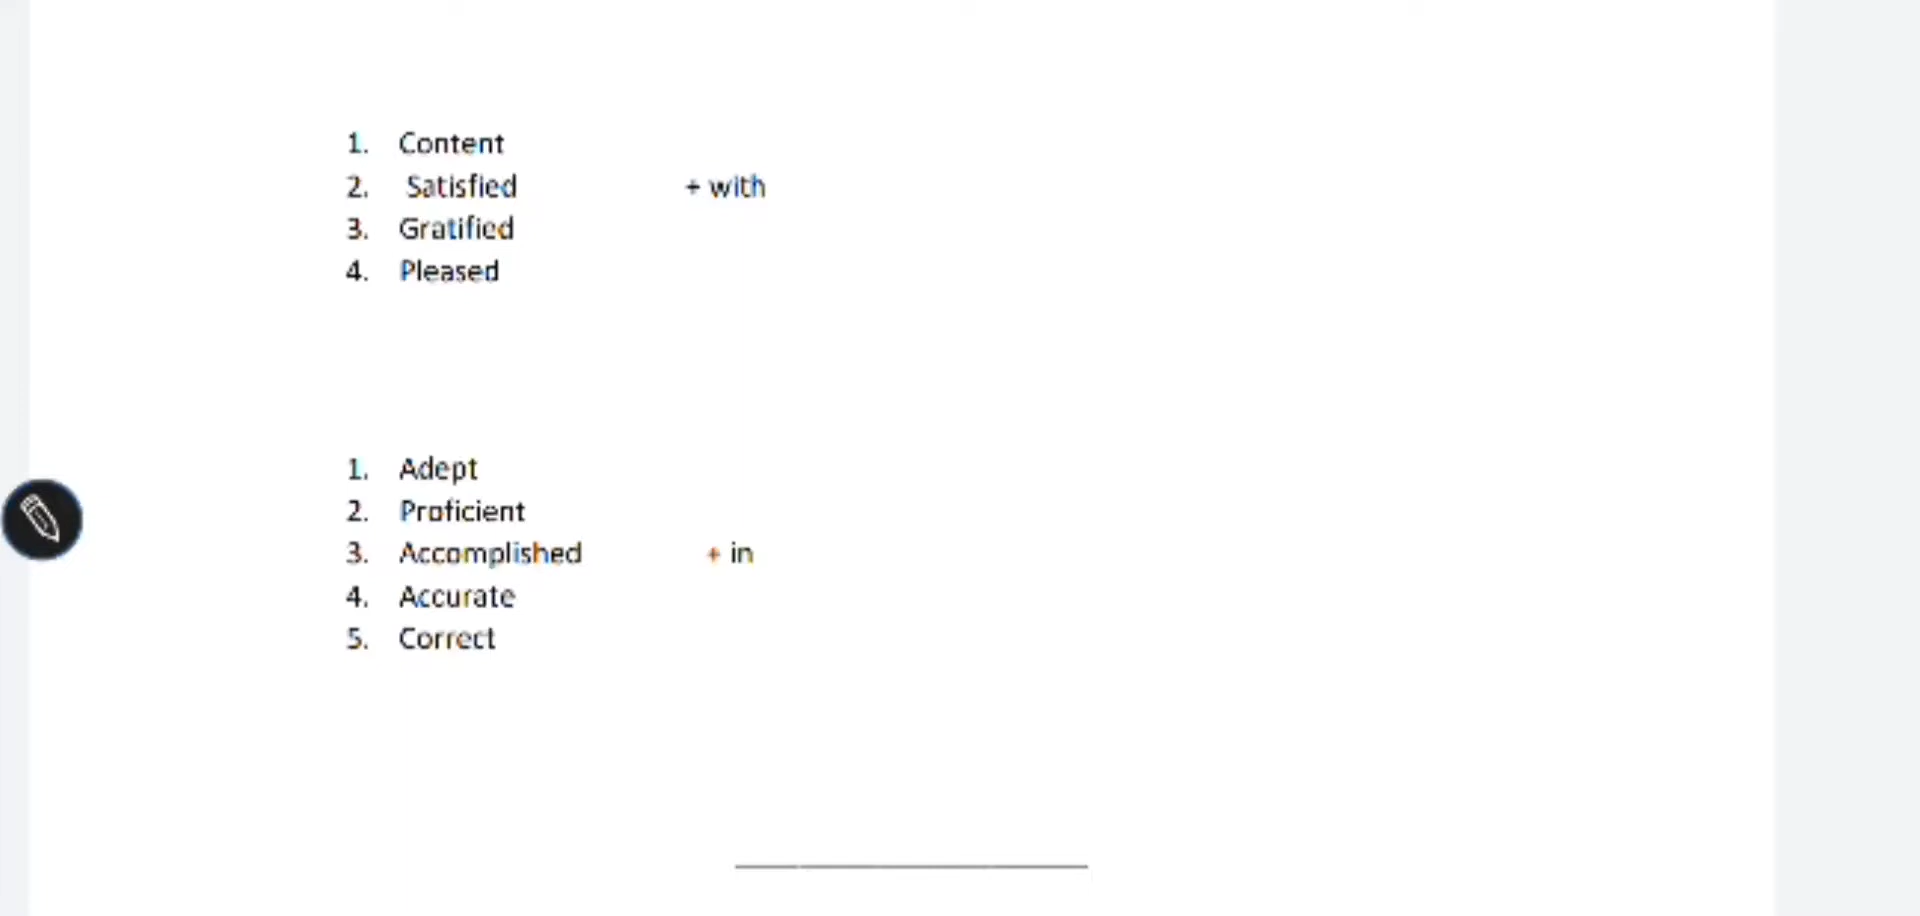 1. Content
2. Satisfied + with
3. Gratified
4. Pleased
1. Adept
2. Proficient
3. Accomplished + in
4. Accurate
5. Correct